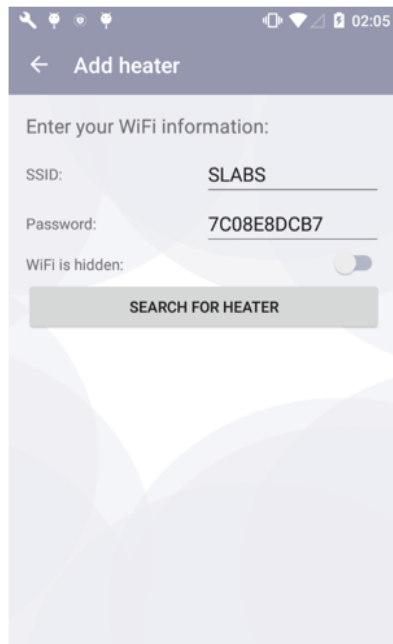 02:05
Add heater
Enter your WiFi information:
SSID: SLABS
Password: 7C08E8DCB7
WiFi is hidden:
SEARCH FOR HEATER